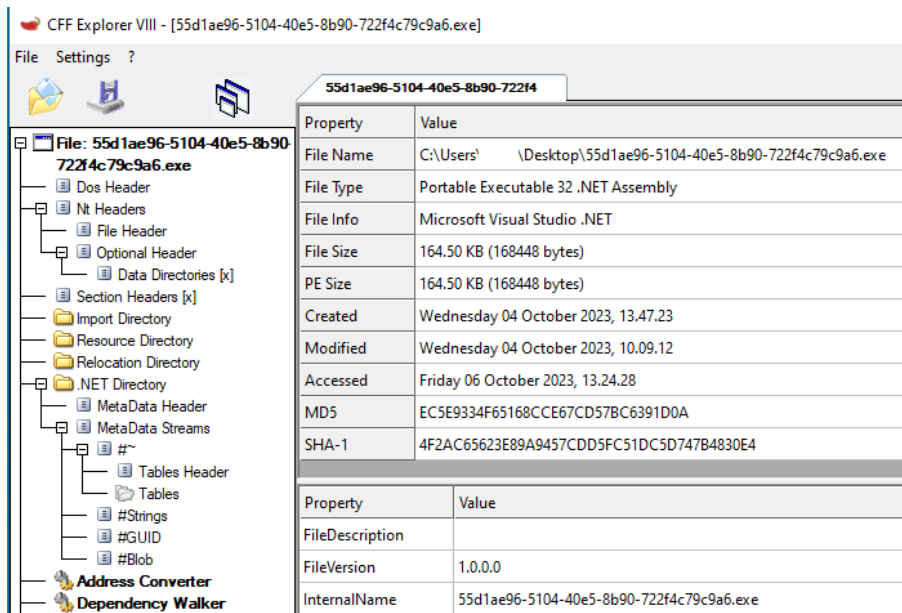 CFF Explorer VIII - [55d1ae96-5104-40e5-8b90-722f4c79c9a6.exe]
File Settings ?
55d1ae96-5104-40e5-8b90-722f4
File: 55d1ae96-5104-40e5-8b90-
722f4c79c9a6.exe
Dos Header
Nt Headers
File Header
Optional Header
Data Directories [x]
Section Headers [x]
Import Directory
Resource Directory
Relocation Directory
.NET Directory
MetaData Header
MetaData Streams
#~
Tables Header
Tables
#Strings
#GUID
#Blob
Address Converter
Dependency Walker
Property Value
File Name C:\Users' \Desktop\55d1ae96-5104-40e5-8b90-722f4c79c9a6.exe
File Type Portable Executable 32 .NET Assembly
File Info Microsoft Visual Studio .NET
File Size 164.50 KB (168448 bytes)
PE Size 164.50 KB (168448 bytes)
Created Wednesday 04 October 2023, 13.47.23
Modified Wednesday 04 October 2023, 10.09.12
Accessed Friday 06 October 2023, 13.24.28
MD5 EC5E9334F65168CCE67CD57BC6391D0A
SHA-1 4F2AC65623E89A9457CDD5FC51DC5D747B4830E4
Property Value
FileDescription
FileVersion 1.0.0.0
InternalName 55d1ae96-5104-40e5-8b90-722f4c79c9a6.exe